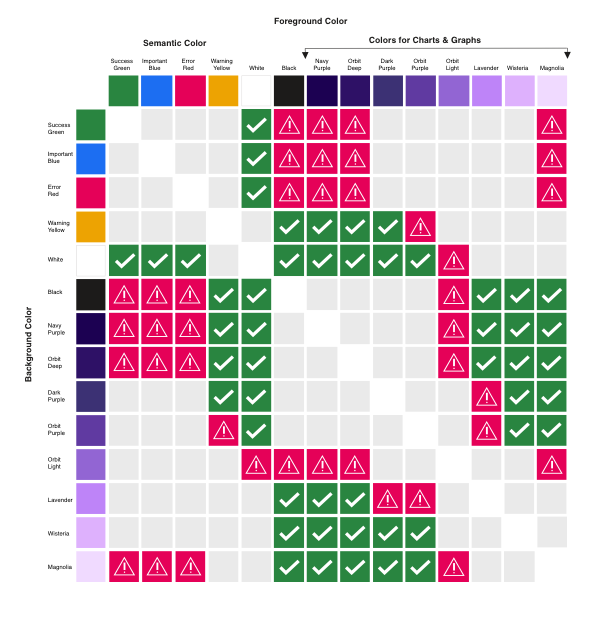 Foreground Color
Semantic Color
Colors for Charts & Graphs
Success
Green
Important
Blue
Error
Red
Warning
Yellow
White
Black
Navy
Purple
Orbit
Deep
Dark
Purple
Orbit
Purple
Orbit
Light
Lavender
Wisteria
Magnolia
Background Color
Success
Green
Important
Blue
Error
Red
Warning
Yellow
White
Black
Navy
Purple
Orbit
Deep
Dark
Purple
Orbit
Purple
Orbit
Light
Lavender
Wisteria
Magnolia